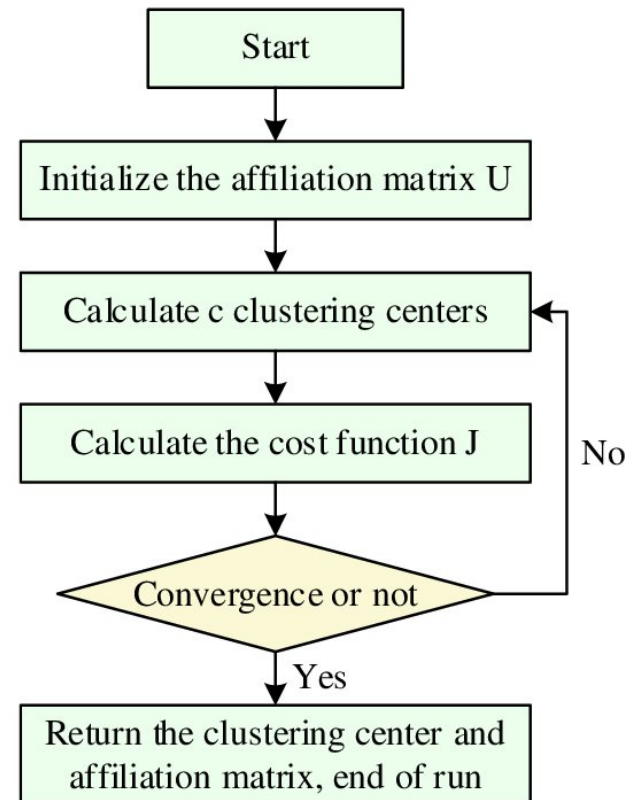 Start
Initialize the affiliation matrix U
Calculate c clustering centers
Calculate the cost function J
No
Convergence or not
Yes
Return the clustering center and
affiliation matrix, end of run